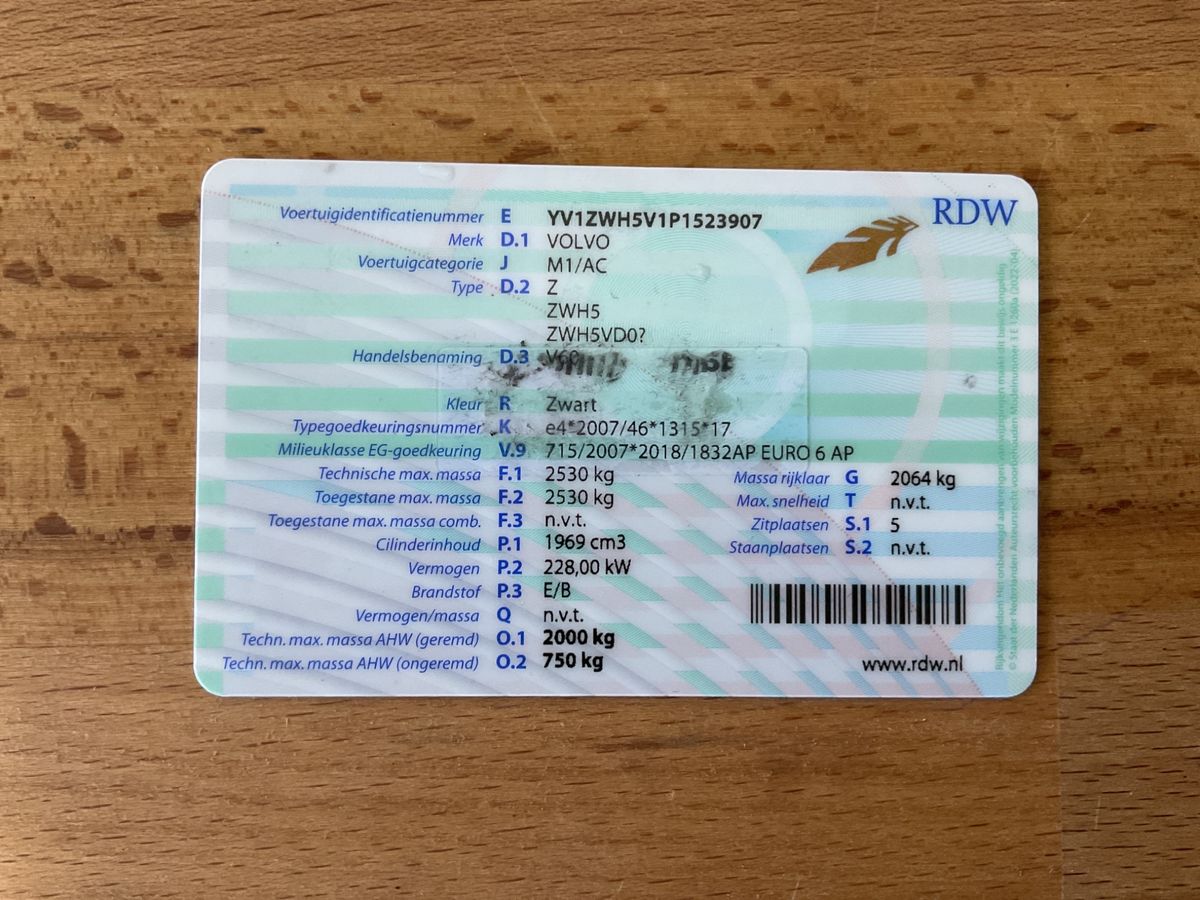 RDW
Voertuigidentificatienummer E YV1ZWH5V1P1523907
Merk D.1 VOLVO
Voertuigcategorie J M1/AC
Type D.2 Z
ZWH5
ZWH5VD0?
Handelsbenaming D.3 V60
Kleur R Zwart
Typegoedkeuringsnummer K e4*2007/46*1315*17
Milieuklasse EG-goedkeuring V.9 715/2007*2018/1832AP EURO 6 AP
Technische max. massa F.1 2530 kg Massa rijklaar G 2064 kg
Toegestane max. massa F.2 2530 kg Max. snelheid T n.v.t.
Toegestane max. massa comb. F.3 n.v.t. Zitplaatsen S.1 5
Cilinderinhoud P.1 1969 cm3 Staanplaatsen S.2 n.v.t.
Vermogen P.2 228,00 kW
Brandstof P.3 E/B
Vermogen/massa Q n.v.t.
Techn. max. massa AHW (geremd) O.1 2000 kg
Techn. max. massa AHW (ongeremd) O.2 750 kg www.rdw.nl